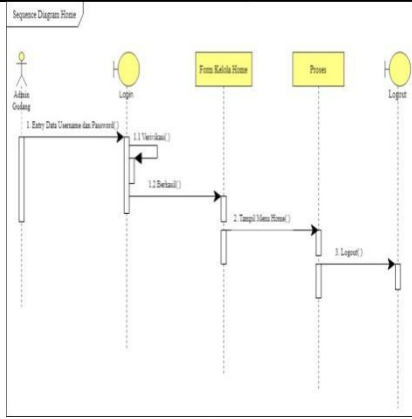 Sequence Diagram Home
Admin
Gudang
Login
Form Kelola Home
Proses
Logout
1. Entry Data Username dan Password( )
1.1 Verivikasi( )
1.2 Berhasil( )
2. Tampil Menu Home( )
3. Logout( )